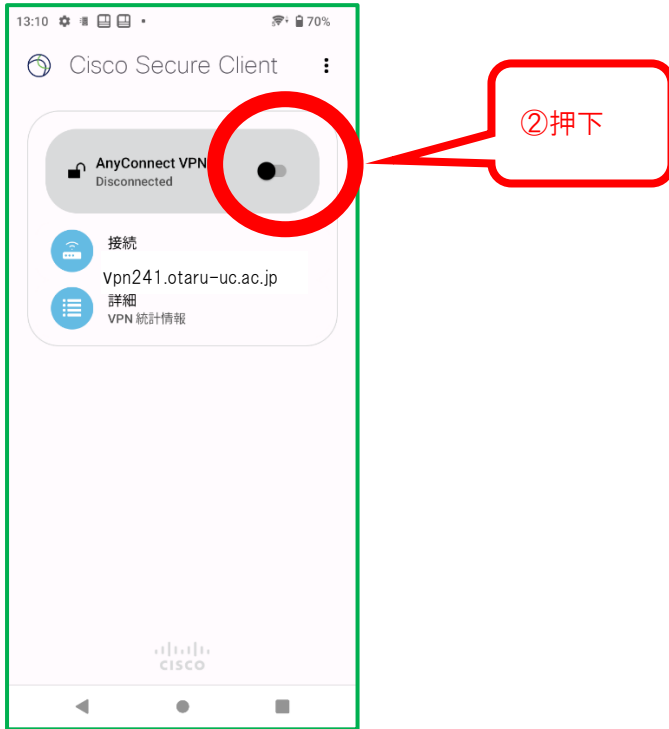 13:10
70%
Cisco Secure Client
②押下
AnyConnect VPN
Disconnected
接続
vpn241.otaru-uc.ac.jp
詳細
VPN 統計情報
CISCO